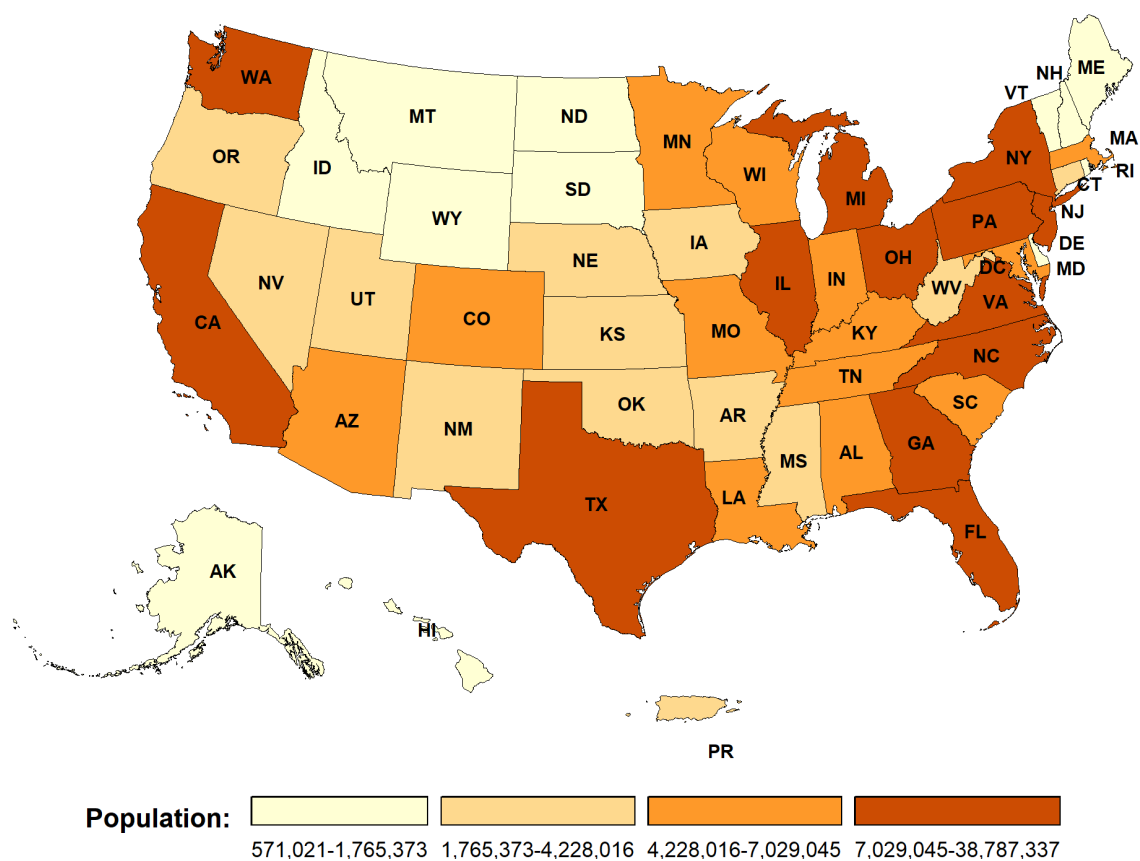 ME
NH
VT
WA
MT
ND
MN
MA
OR
ID
SD
WI
NY
RI
MI
CT
WY
NJ
PA
IA
DE
NE
OH
MD
NV
IL
IN
DC
UT
WV
CO
VA
CA
KS
MO
KY
NC
TN
OK
SC
AZ
NM
AR
GA
MS
AL
LA
TX
FL
AK
HI
PR
Population:
571,021-1,765,373
1,765,373-4,228,016
4,228,016-7,029,045
7,029,045-38,787,337